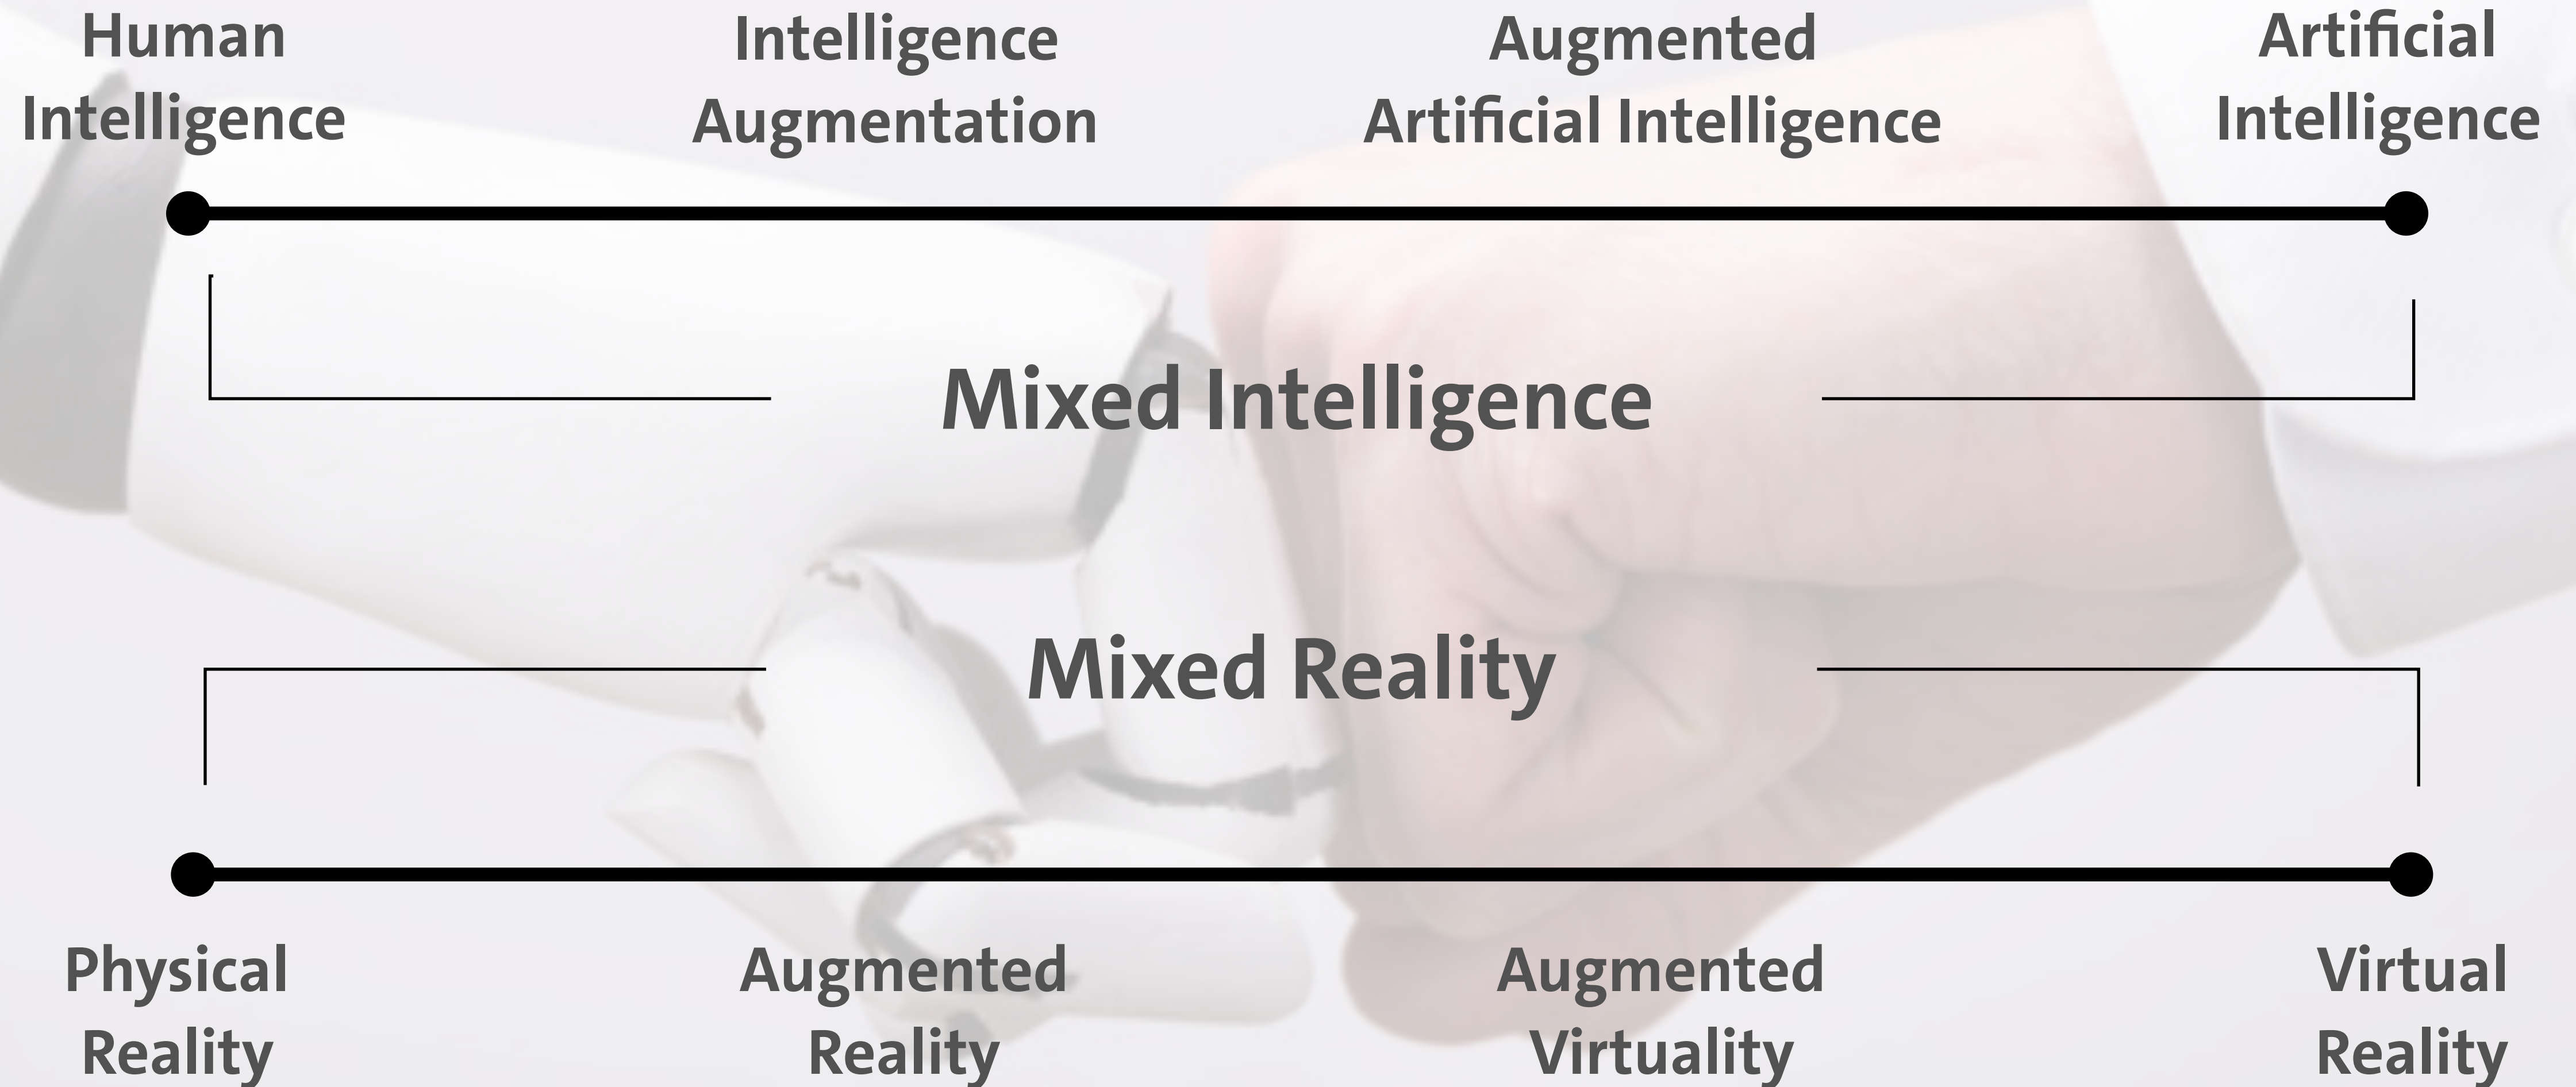 Human
Intelligence
Intelligence
Augmentation
Augmented
Artificial Intelligence
Artificial
Intelligence
Mixed Intelligence
Mixed Reality
Physical
Reality
Augmented
Reality
Augmented
Virtuality
Virtual
Reality